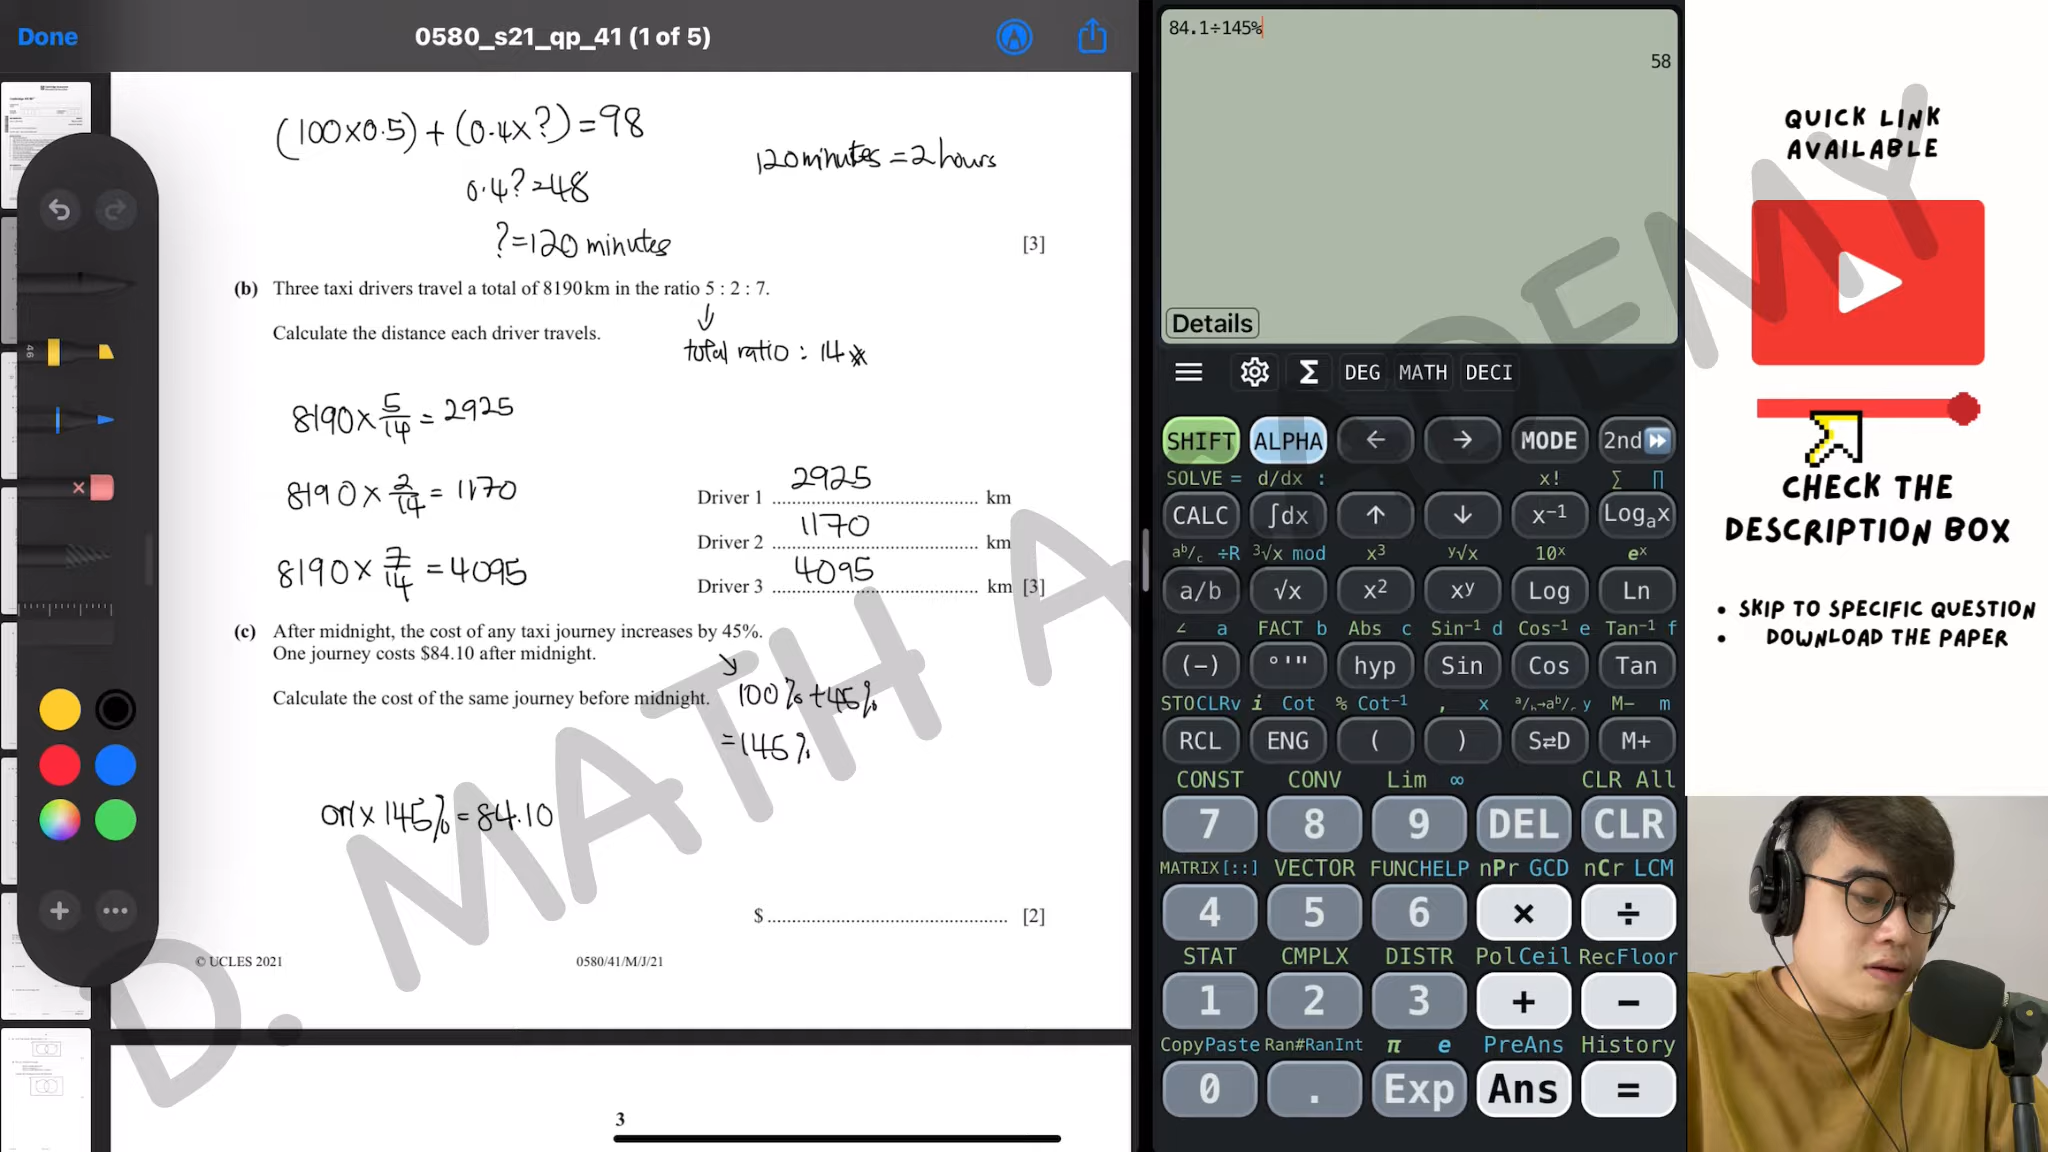 Done
0580_s21_qp_41 (1 of 5)
(100×0.5) + (0.4×?) = 98
120 minutes = 2 hours
0.4? = 48
? = 120 minutes
[3]
(b) Three taxi drivers travel a total of 8190 km in the ratio 5 : 2 : 7.
Calculate the distance each driver travels.
total ratio : 14
8190 × 5/14 = 2925
8190 × 2/14 = 1170
8190 × 7/14 = 4095
Driver 1 2925 km
Driver 2 1170 km
Driver 3 4095 km [3]
(c) After midnight, the cost of any taxi journey increases by 45%.
One journey costs $84.10 after midnight.
Calculate the cost of the same journey before midnight.
100% + 45%
= 145%
ori × 145% = 84.10
$ [2]
© UCLES 2021
0580/41/M/J/21
3
D. MATH ACADEMY
84.1÷145%
58
Details
Σ DEG MATH DECI
SHIFT ALPHA ← → MODE 2nd
SOLVE = d/dx : x! ∑ ∏
CALC ∫dx ↑ ↓ x⁻¹ Logₐx
aᵇ/c ÷R ³√x mod x³ ʸ√x 10ˣ eˣ
a/b √x x² xʸ Log Ln
∠ a FACT b Abs c Sin⁻¹ d Cos⁻¹ e Tan⁻¹ f
(−) °'" hyp Sin Cos Tan
STO CLRv i Cot % Cot⁻¹ , x y M− m
RCL ENG ( ) S⇄D M+
CONST CONV Lim ∞ CLR All
7 8 9 DEL CLR
MATRIX [::] VECTOR FUNC HELP nPr GCD nCr LCM
4 5 6 × ÷
STAT CMPLX DISTR Pol Ceil Rec Floor
1 2 3 + −
Copy Paste Ran# RanInt π e PreAns History
0 . Exp Ans =
QUICK LINK
AVAILABLE
CHECK THE
DESCRIPTION BOX
• SKIP TO SPECIFIC QUESTION
• DOWNLOAD THE PAPER